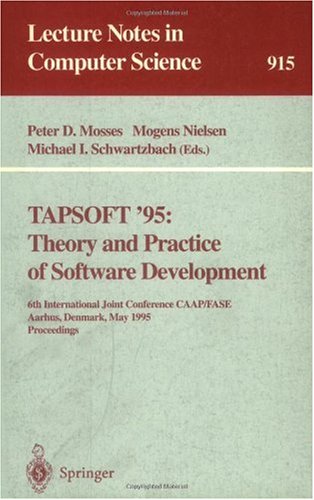 Lecture Notes in
Computer Science 915
Peter D. Mosses Mogens Nielsen
Michael I. Schwartzbach (Eds.)
TAPSOFT '95:
Theory and Practice
of Software Development
6th International Joint Conference CAAP/FASE
Aarhus, Denmark, May 1995
Proceedings
Springer